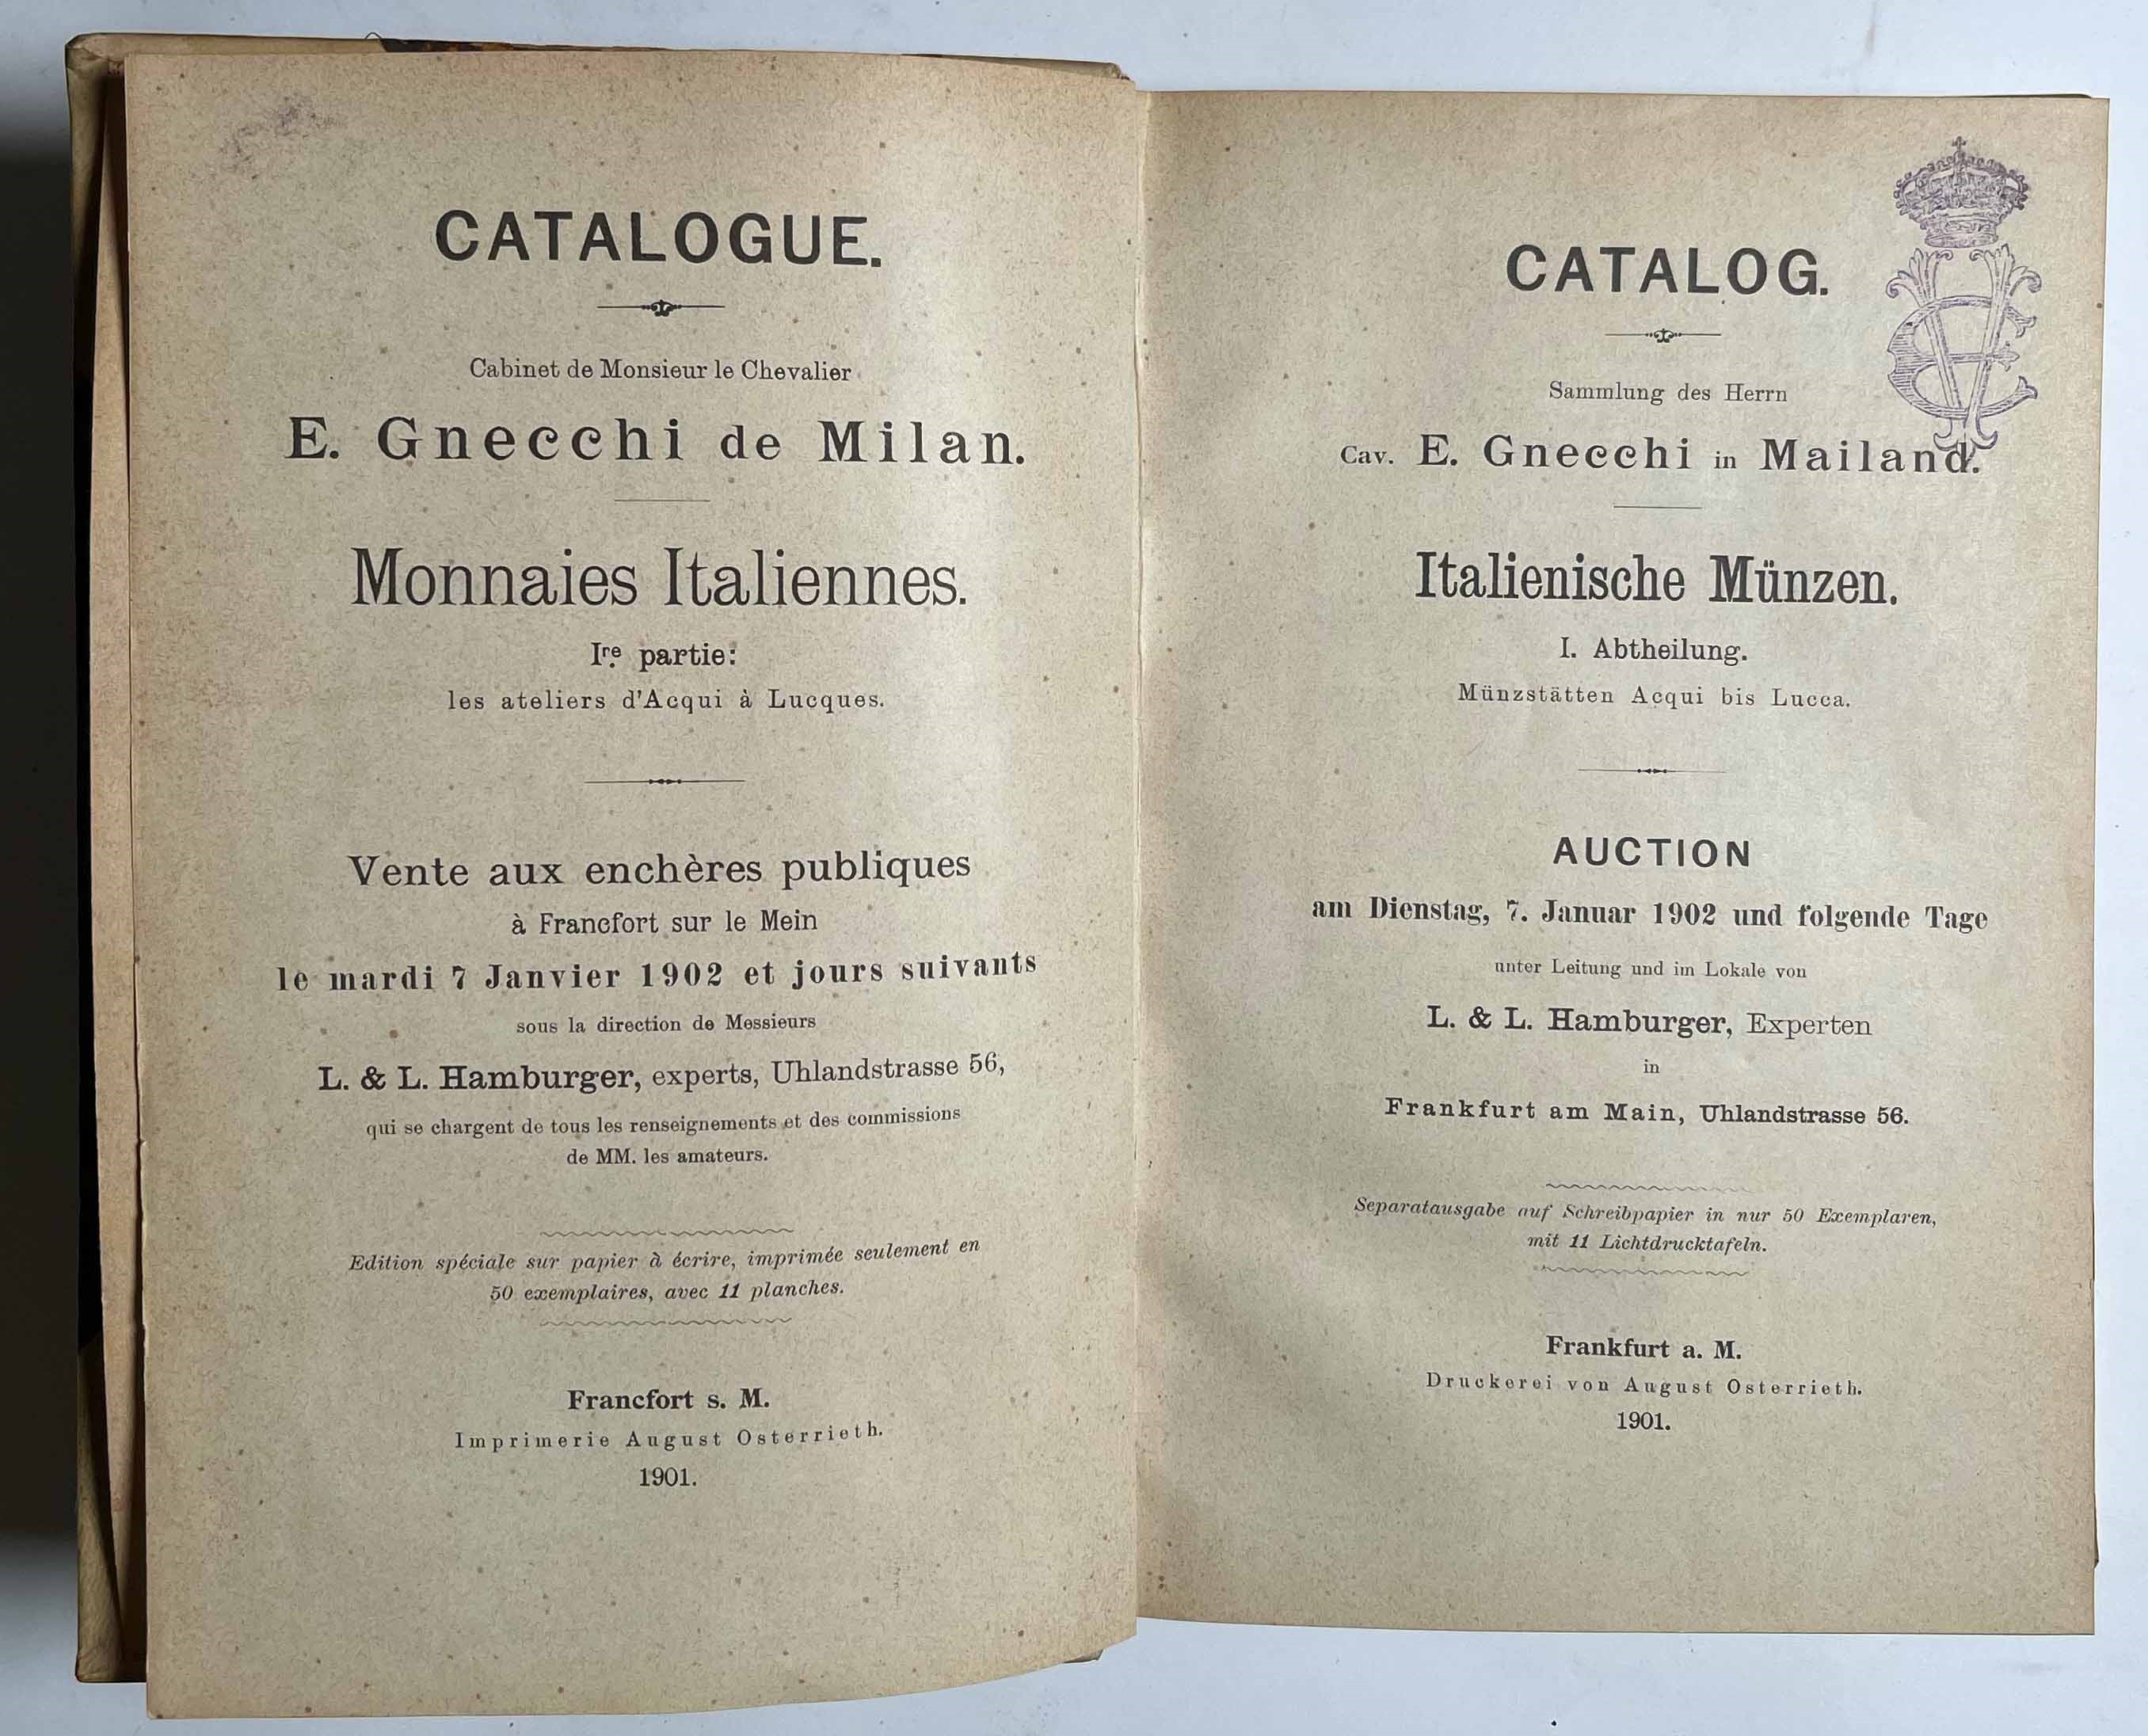 CATALOGUE.
Cabinet de Monsieur le Chevalier
E. Gnecchi de Milan.
Monnaies Italiennes.
Ire partie:
les ateliers d'Acqui à Lucques.
Vente aux enchères publiques
à Francfort sur le Mein
le mardi 7 Janvier 1902 et jours suivants
sous la direction de Messieurs
L. & L. Hamburger, experts, Uhlandstrasse 56,
qui se chargent de tous les renseignements et des commissions
de MM. les amateurs.
Edition spéciale sur papier à écrire, imprimée seulement en
50 exemplaires, avec 11 planches.
Francfort s. M.
Imprimerie August Osterrieth.
1901.
CATALOG.
Sammlung des Herrn
Cav. E. Gnecchi in Mailand.
Italienische Münzen.
I. Abtheilung.
Münzstätten Acqui bis Lucca.
AUCTION
am Dienstag, 7. Januar 1902 und folgende Tage
unter Leitung und im Lokale von
L. & L. Hamburger, Experten
in
Frankfurt am Main, Uhlandstrasse 56.
Separatausgabe auf Schreibpapier in nur 50 Exemplaren,
mit 11 Lichtdrucktafeln.
Frankfurt a. M.
Druckerei von August Osterrieth.
1901.